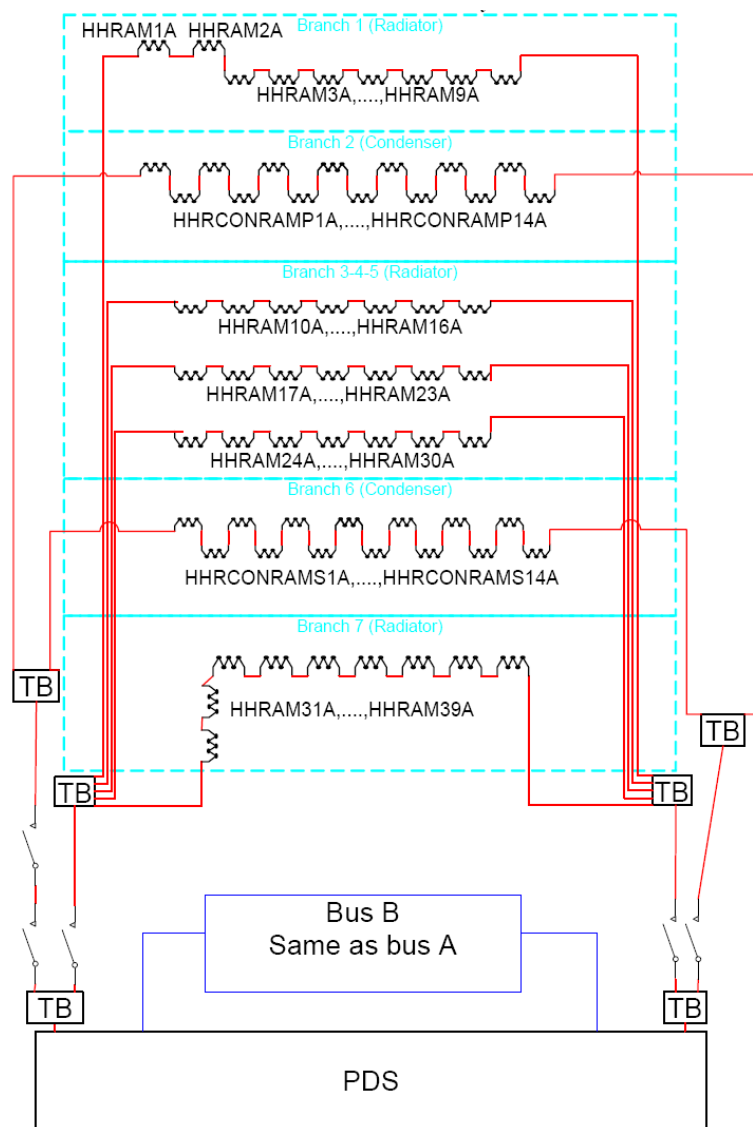 Branch 1 (Radiator)
HHRAM1A HHRAM2A
HHRAM3A,....,HHRAM9A
Branch 2 (Condenser)
HHRCONRAMP1A,....,HHRCONRAMP14A
Branch 3-4-5 (Radiator)
HHRAM10A,....,HHRAM16A
HHRAM17A,....,HHRAM23A
HHRAM24A,....,HHRAM30A
Branch 6 (Condenser)
HHRCONRAMS1A,....,HHRCONRAMS14A
Branch 7 (Radiator)
TB
HHRAM31A,....,HHRAM39A
TB
TB
TB
Bus B
Same as bus A
TB
TB
PDS